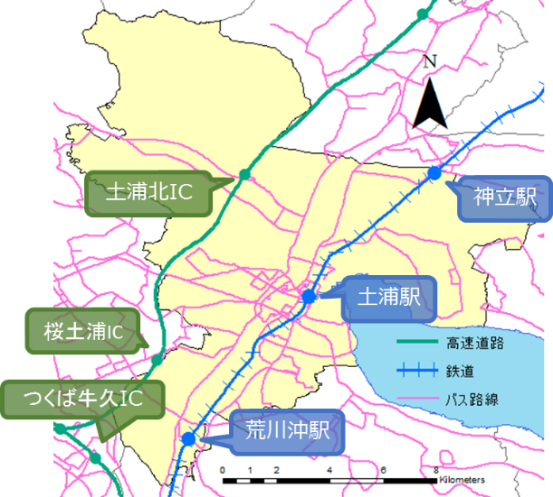 N
土浦北IC
神立駅
土浦駅
桜土浦IC
高速道路
鉄道
バス路線
つくば牛久IC
荒川沖駅
0 1 2 4 6 8
Kilometers